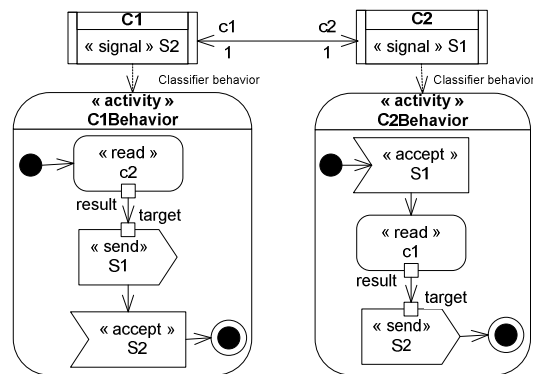 C1
« signal » S2
c1
1
c2
1
C2
« signal » S1
Classifier behavior
Classifier behavior
« activity »
C1Behavior
« read »
c2
result
target
« send»
S1
« accept »
S2
« activity »
C2Behavior
« accept »
S1
« read »
c1
result
target
« send»
S2